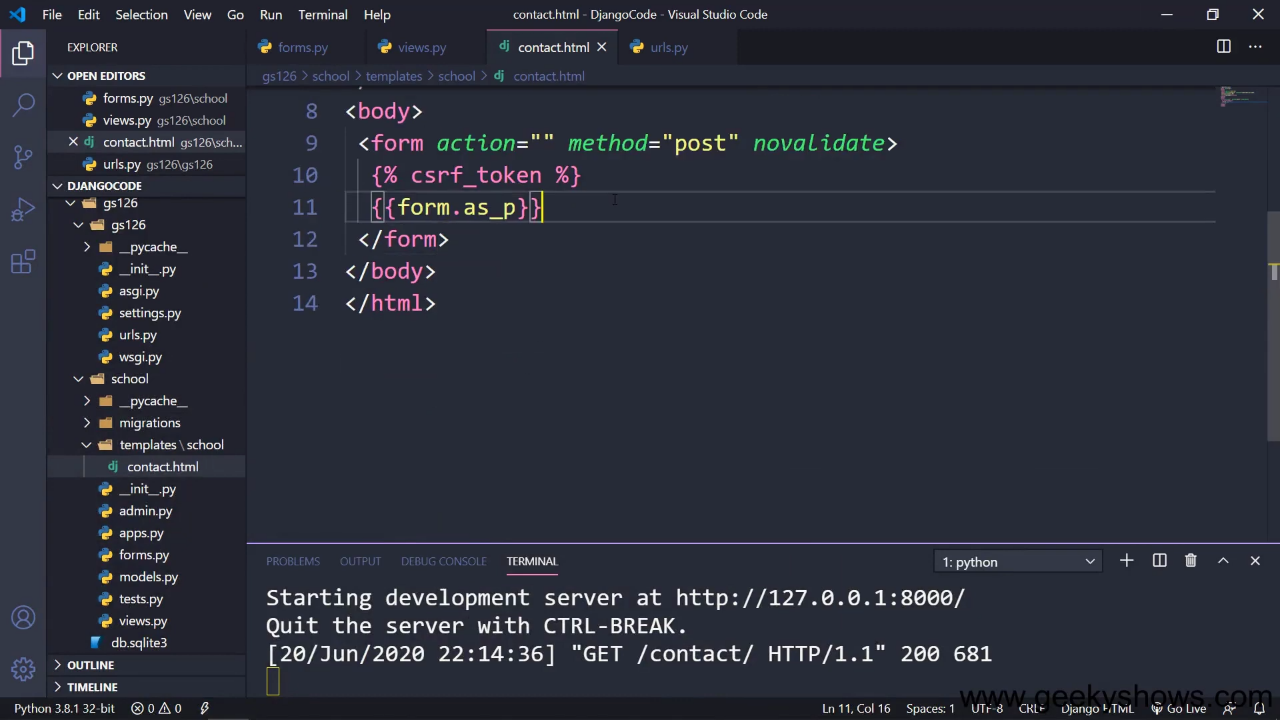 File Edit Selection View Go Run Terminal Help contact.html - DjangoCode - Visual Studio Code
EXPLORER forms.py views.py contact.html urls.py
OPEN EDITORS gs126 school templates school contact.html
forms.py gs126\school
views.py gs126\school
contact.html gs126\sch...
urls.py gs126\gs126
DJANGOCODE
gs126
gs126
__pycache__
__init__.py
asgi.py
settings.py
urls.py
wsgi.py
school
__pycache__
migrations
templates \ school
contact.html
__init__.py
admin.py
apps.py
forms.py
models.py
tests.py
views.py
db.sqlite3
OUTLINE
TIMELINE
8 <body>
9 <form action="" method="post" novalidate>
10 {% csrf_token %}
11 {{form.as_p}}
12 </form>
13 </body>
14 </html>
PROBLEMS OUTPUT DEBUG CONSOLE TERMINAL 1: python
Starting development server at http://127.0.0.1:8000/
Quit the server with CTRL-BREAK.
[20/Jun/2020 22:14:36] "GET /contact/ HTTP/1.1" 200 681
www.geekyshows.com
Python 3.8.1 32-bit 0 0 Ln 11, Col 16 Spaces: 1 UTF-8 CRLF Django HTML Go Live